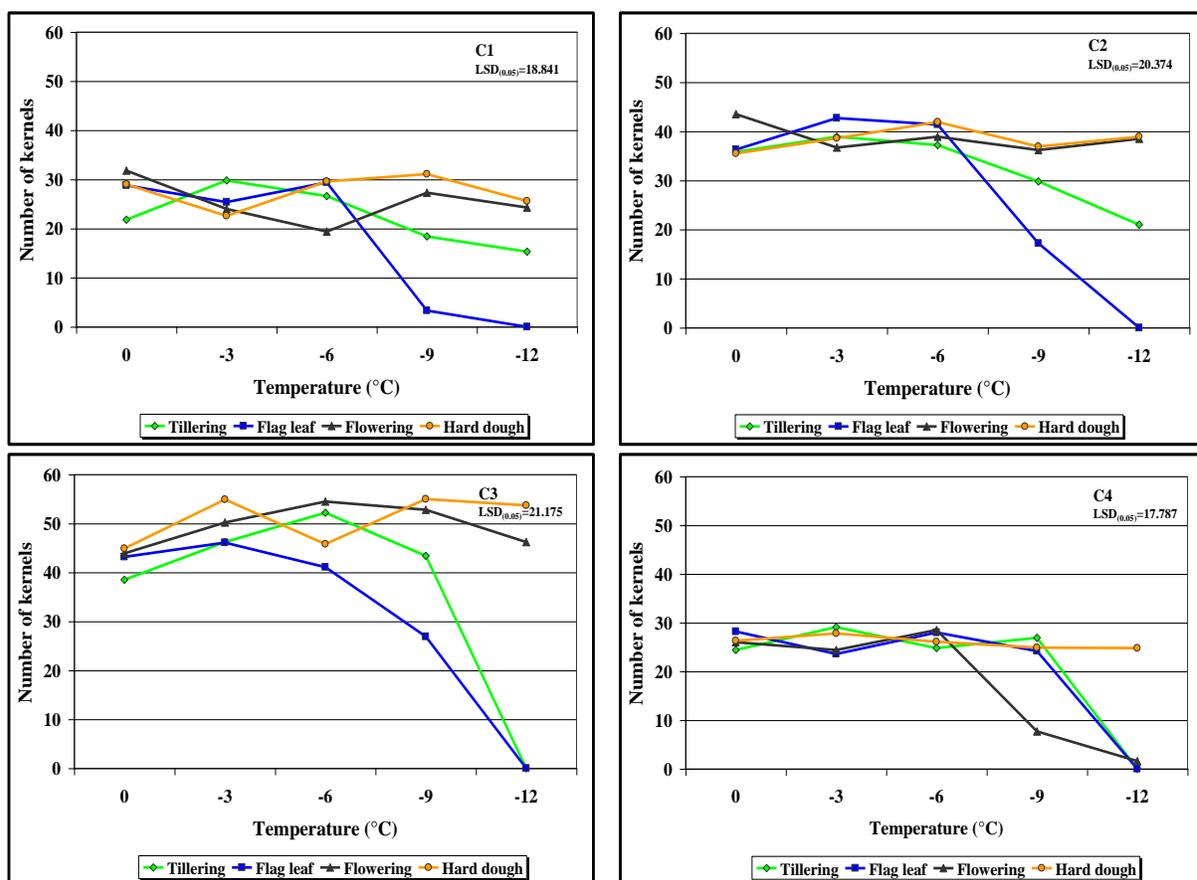 C1
LSD(0.05)=18.841
Number of kernels
60
50
40
30
20
10
0
0 -3 -6 -9 -12
Temperature (°C)
Tillering Flag leaf Flowering Hard dough
C2
LSD(0.05)=20.374
Number of kernels
60
50
40
30
20
10
0
0 -3 -6 -9 -12
Temperature (°C)
Tillering Flag leaf Flowering Hard dough
C3
LSD(0.05)=21.175
Number of kernels
60
50
40
30
20
10
0
0 -3 -6 -9 -12
Temperature (°C)
Tillering Flag leaf Flowering Hard dough
C4
LSD(0.05)=17.787
Number of kernels
60
50
40
30
20
10
0
0 -3 -6 -9 -12
Temperature (°C)
Tillering Flag leaf Flowering Hard dough